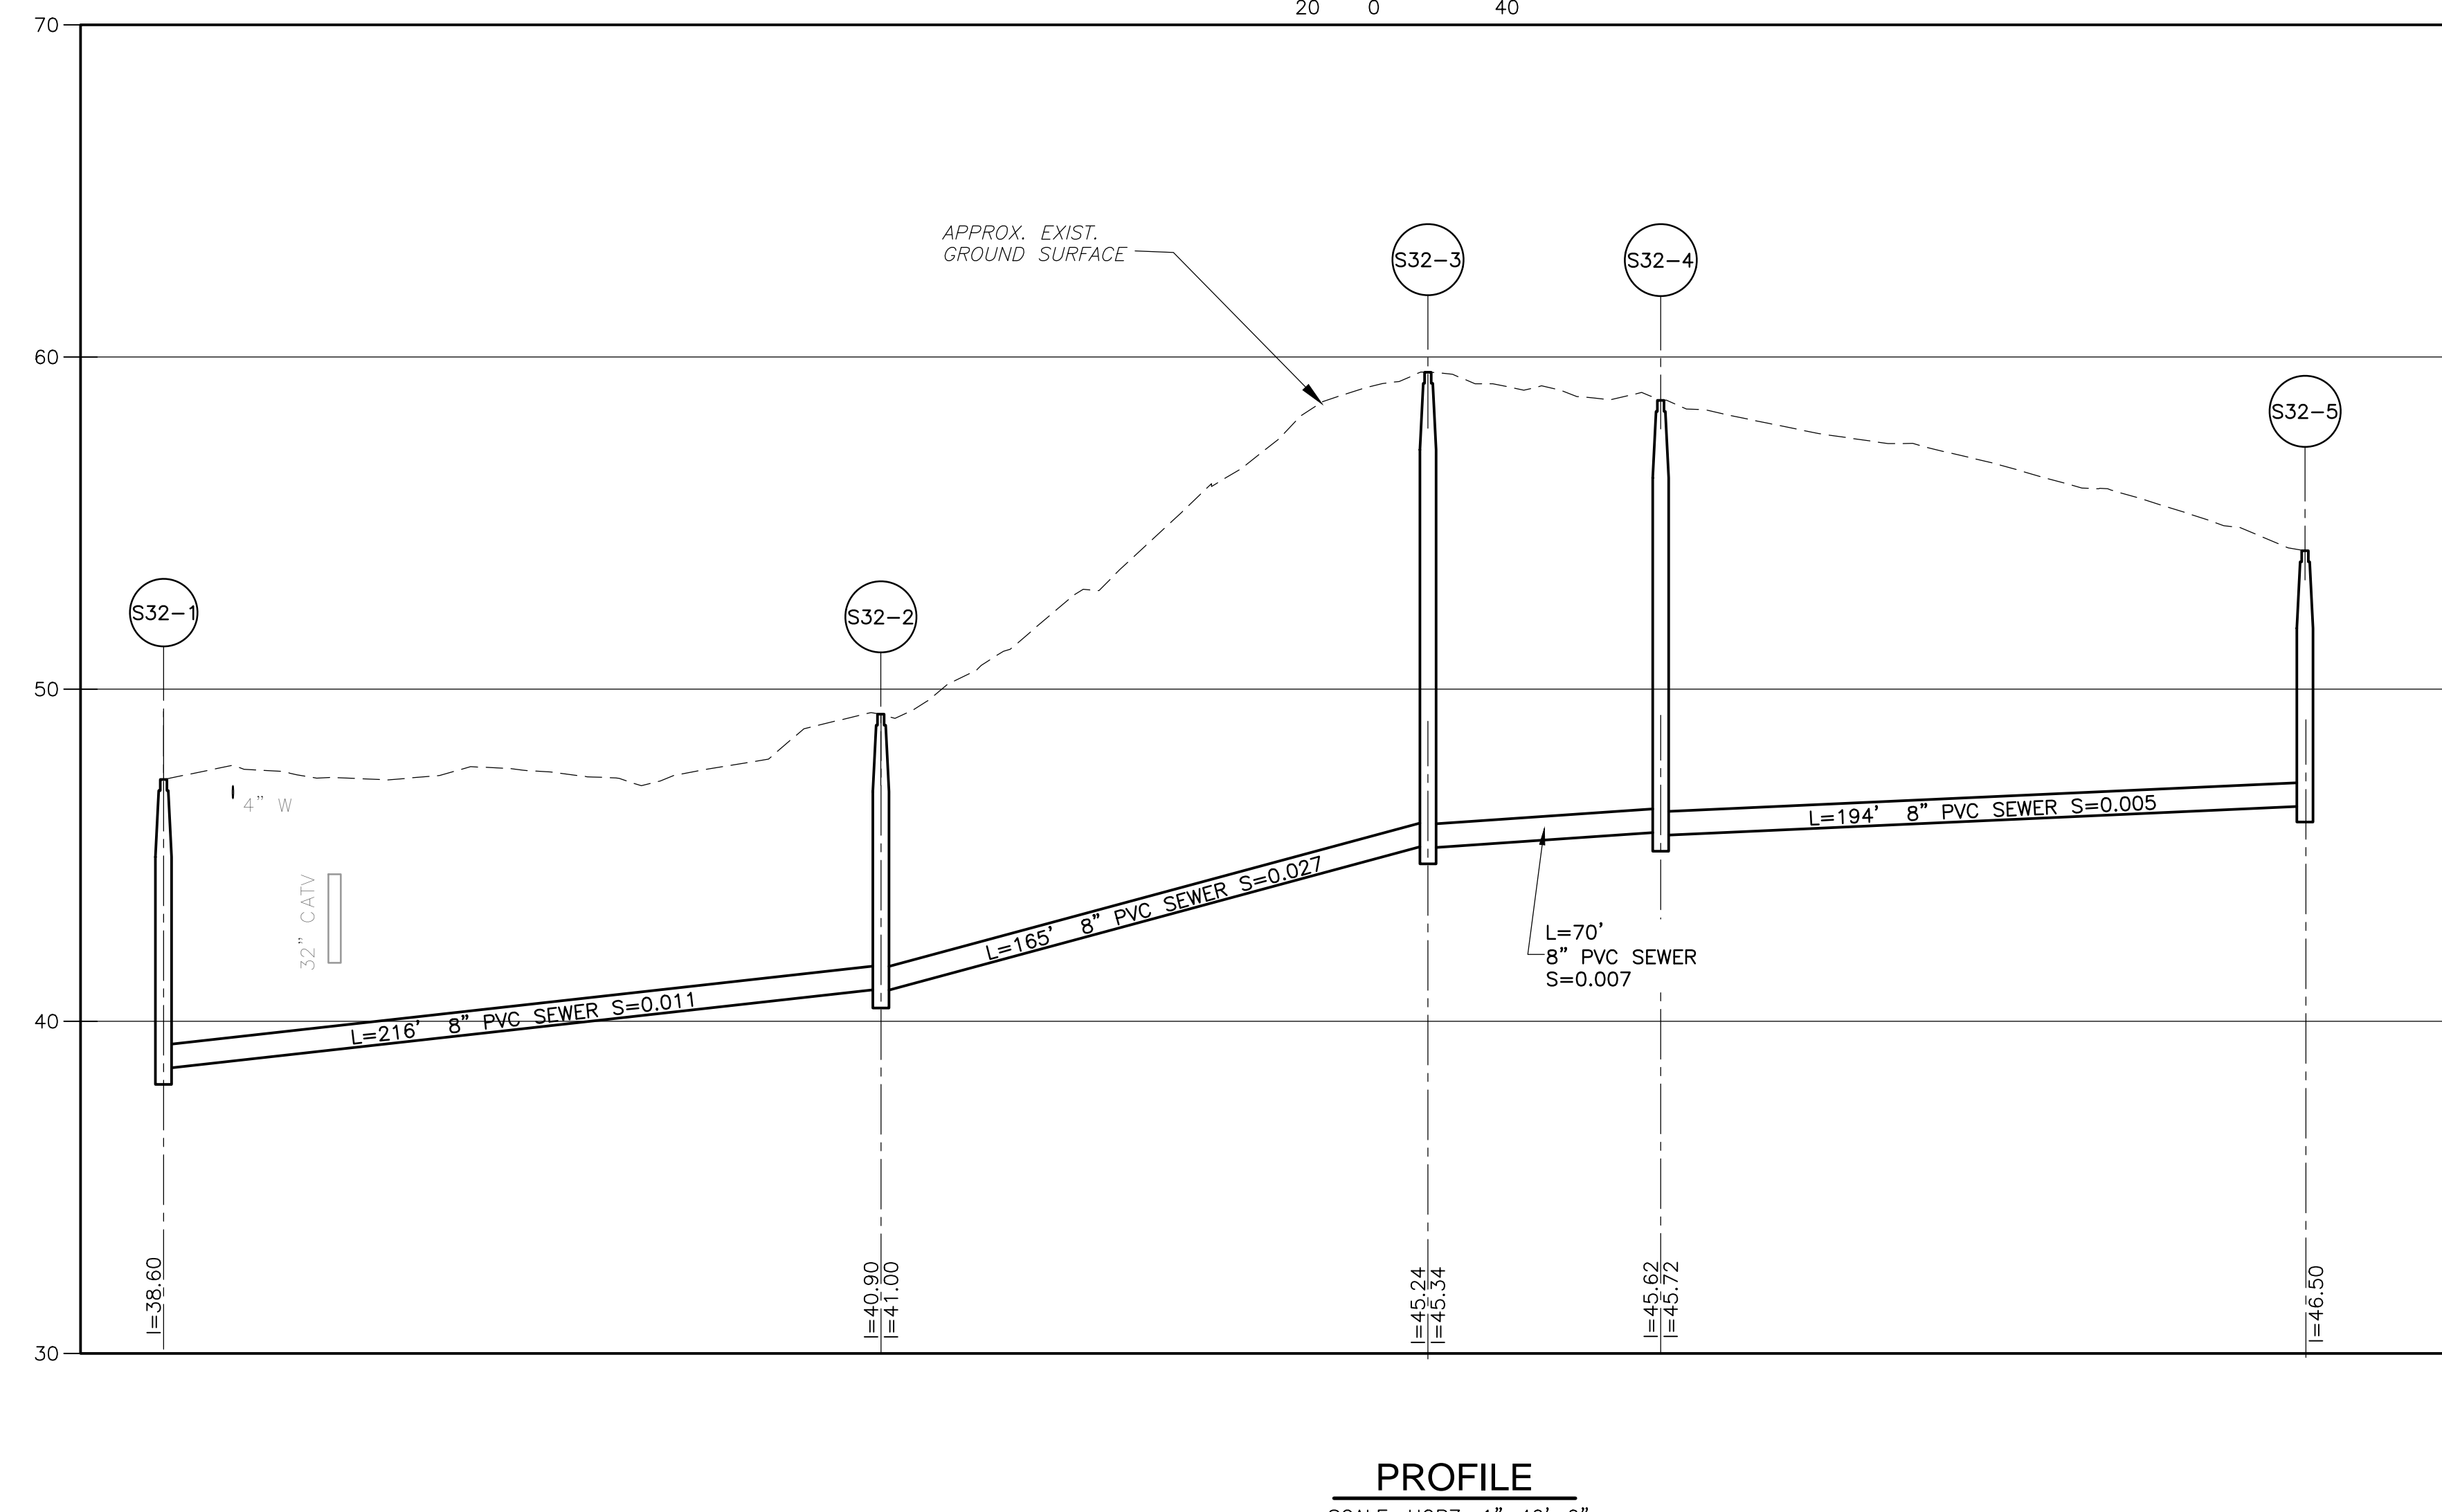 20 0 40
70
APPROX. EXIST.
GROUND SURFACE
S32-3
S32-4
60
S32-5
S32-1
S32-2
50
4" W
L=194' 8" PVC SEWER S=0.005
32" CATV
L=165' 8" PVC SEWER S=0.027
L=70'
8" PVC SEWER
S=0.007
L=216' 8" PVC SEWER S=0.011
40
I=38.60
I=40.90
I=41.00
I=45.24
I=45.34
I=45.62
I=45.72
I=46.50
30
PROFILE